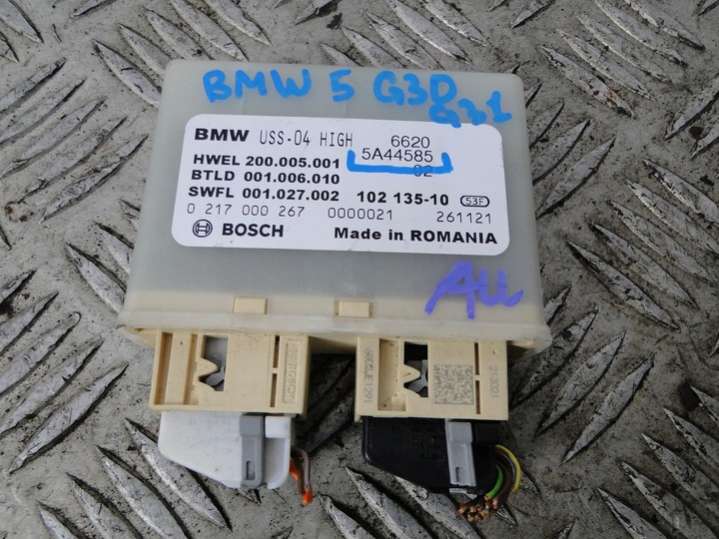 BMW 5 G30
G31
BMW USS-04 HIGH 6620
HWEL 200.005.001 5A44585
BTLD 001.006.010 02
SWFL 001.027.002 102 135-10 S3F
0 217 000 267 0000021 261121
BOSCH Made in ROMANIA
AU